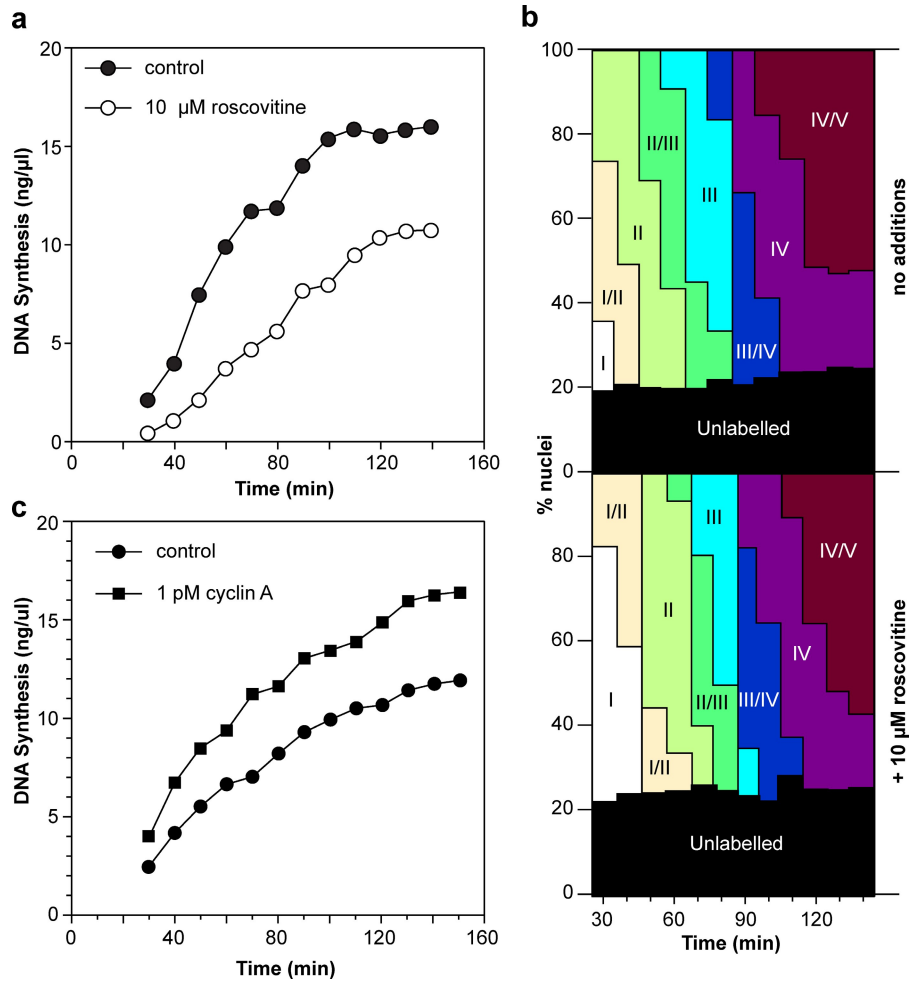 a
20
15
10
5
0
DNA Synthesis (ng/µl)
control
10 µM roscovitine
0 40 80 120 160
Time (min)
b
100
80
60
40
20
0
80
60
40
20
0
% nuclei
I
I/II
II
II/III
III
III/IV
IV
IV/V
Unlabelled
no additions
I/II
I
II
I/II
II/III
III
III/IV
IV
IV/V
Unlabelled
+ 10 µM roscovitine
30 60 90 120
Time (min)
c
20
15
10
5
0
DNA Synthesis (ng/ul)
control
1 pM cyclin A
0 40 80 120 160
Time (min)